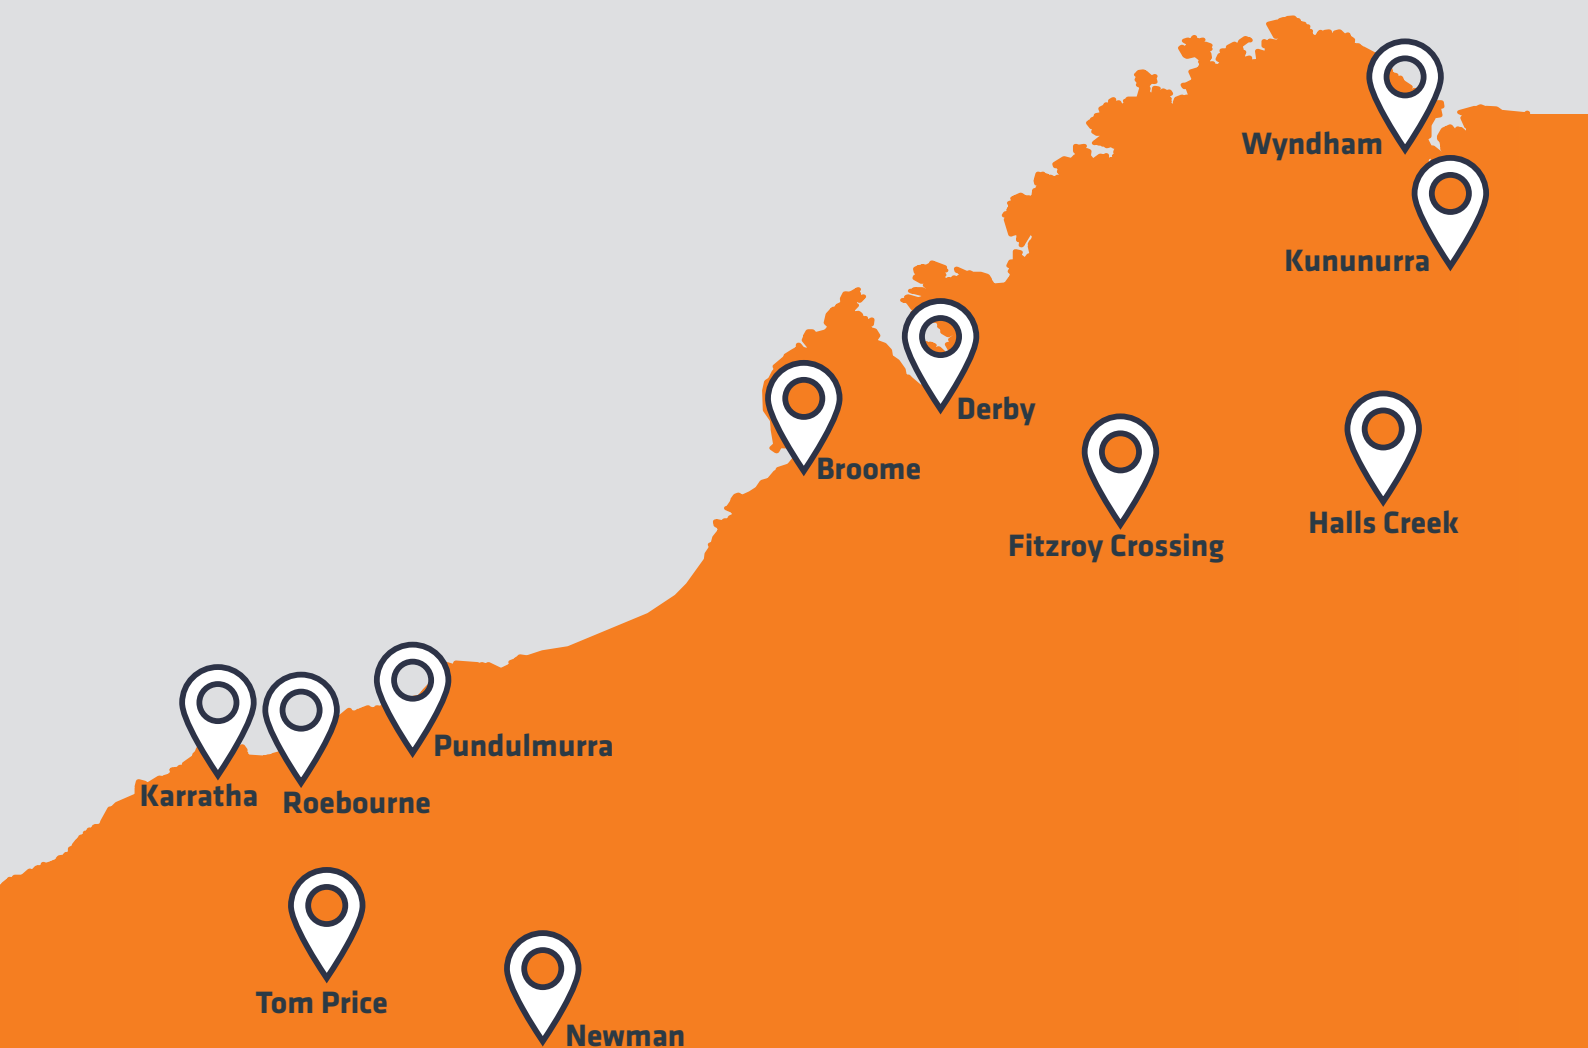 Wyndham
Kununurra
Derby
Broome
Halls Creek
Fitzroy Crossing
Pundulmurra
Karratha
Roebourne
Tom Price
Newman